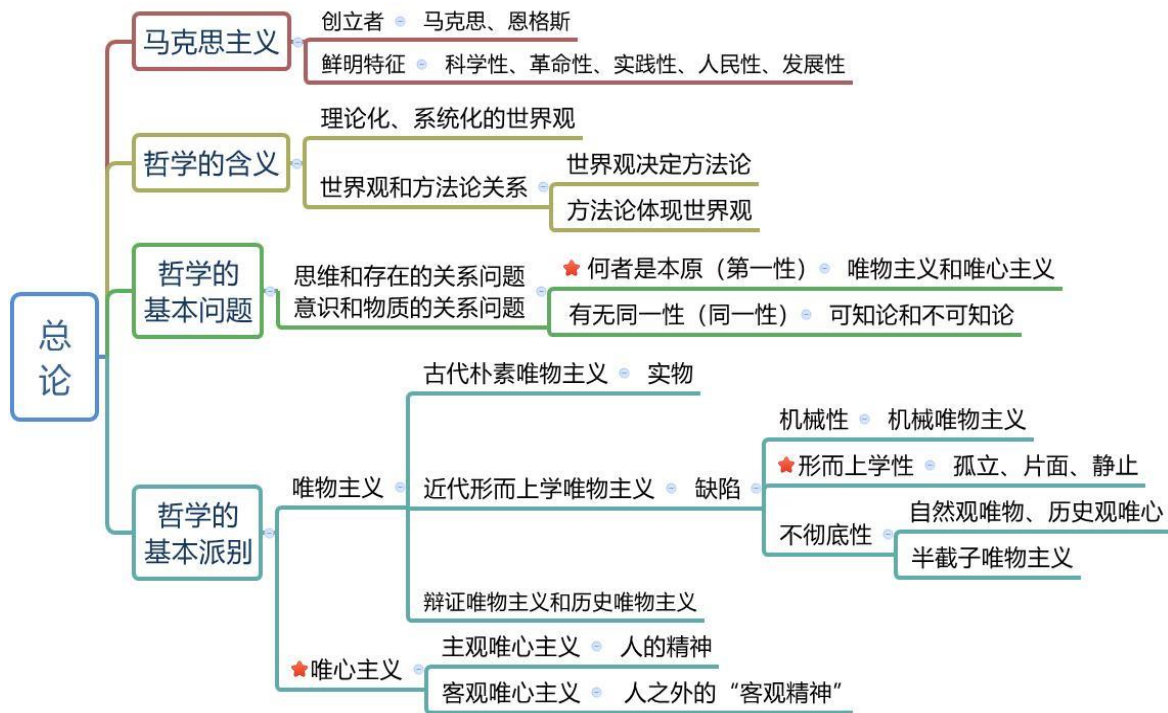 总
论
马克思主义
创立者 马克思、恩格斯
鲜明特征 科学性、革命性、实践性、人民性、发展性
哲学的含义
理论化、系统化的世界观
世界观和方法论关系
世界观决定方法论
方法论体现世界观
哲学的
基本问题
思维和存在的关系问题
意识和物质的关系问题
何者是本原（第一性） 唯物主义和唯心主义
有无同一性（同一性） 可知论和不可知论
哲学的
基本派别
唯物主义
古代朴素唯物主义 实物
近代形而上学唯物主义 缺陷
机械性 机械唯物主义
形而上学性 孤立、片面、静止
不彻底性
自然观唯物、历史观唯心
半截子唯物主义
辩证唯物主义和历史唯物主义
唯心主义
主观唯心主义 人的精神
客观唯心主义 人之外的“客观精神”